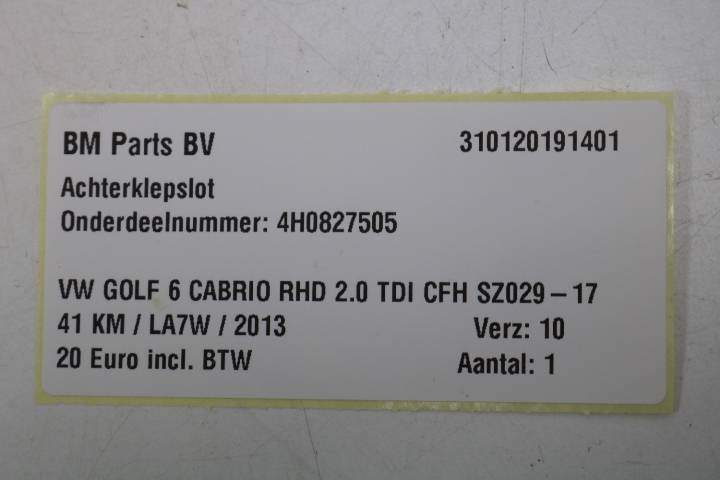 BM Parts BV 310120191401
Achterklepslot
Onderdeelnummer: 4H0827505
VW GOLF 6 CABRIO RHD 2.0 TDI CFH SZ029-17
41 KM / LA7W / 2013 Verz: 10
20 Euro incl. BTW Aantal: 1